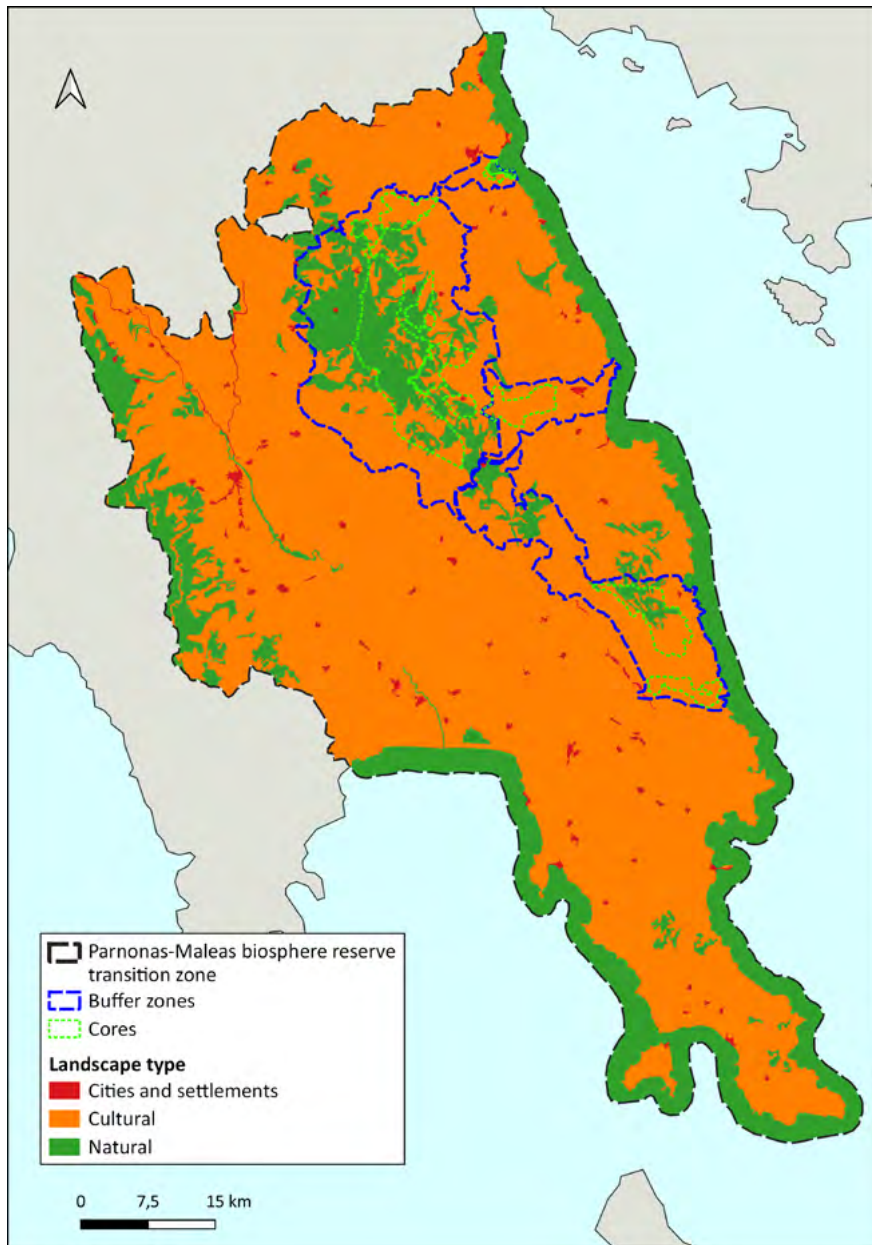 Parnonas-Maleas biosphere reserve
transition zone
Buffer zones
Cores
Landscape type
Cities and settlements
Cultural
Natural
0 7,5 15 km